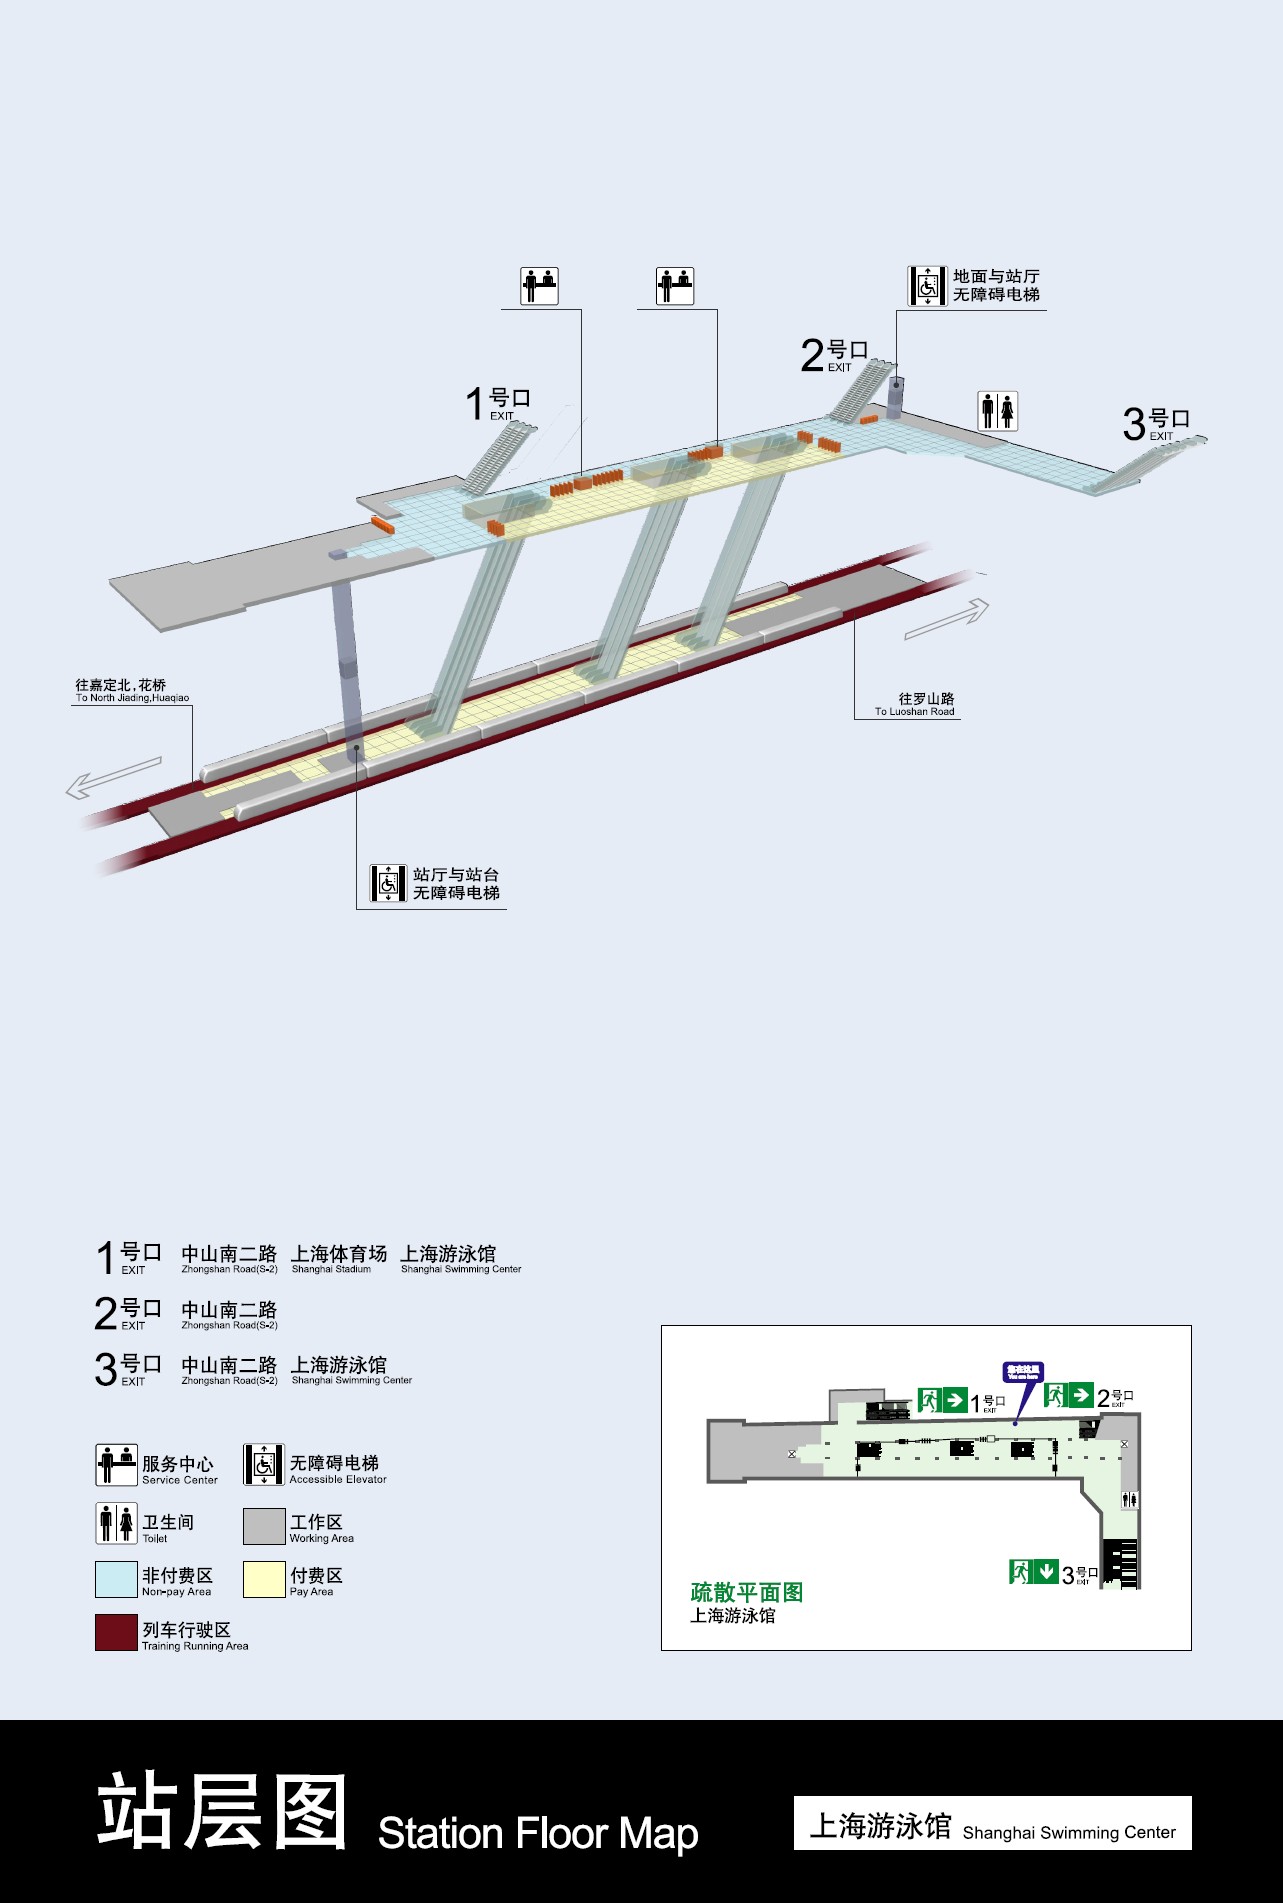 地面与站厅
无障碍电梯
2号口
EXIT
1号口
EXIT
3号口
EXIT
往嘉定北，花桥
To North Jiading,Huaqiao
往罗山路
To Luoshan Road
站厅与站台
无障碍电梯
1号口 中山南二路 上海体育场 上海游泳馆
EXIT Zhongshan Road(S-2) Shanghai Stadium Shanghai Swimming Center
2号口 中山南二路
EXIT Zhongshan Road(S-2)
3号口 中山南二路 上海游泳馆
EXIT Zhongshan Road(S-2) Shanghai Swimming Center
服务中心 无障碍电梯
Service Center Accessible Elevator
卫生间 工作区
Toilet Working Area
非付费区 付费区
Non-pay Area Pay Area
列车行驶区
Training Running Area
您在这里
You are here
1号口
EXIT
2号口
EXIT
3号口
EXIT
疏散平面图
上海游泳馆
站层图 Station Floor Map
上海游泳馆 Shanghai Swimming Center